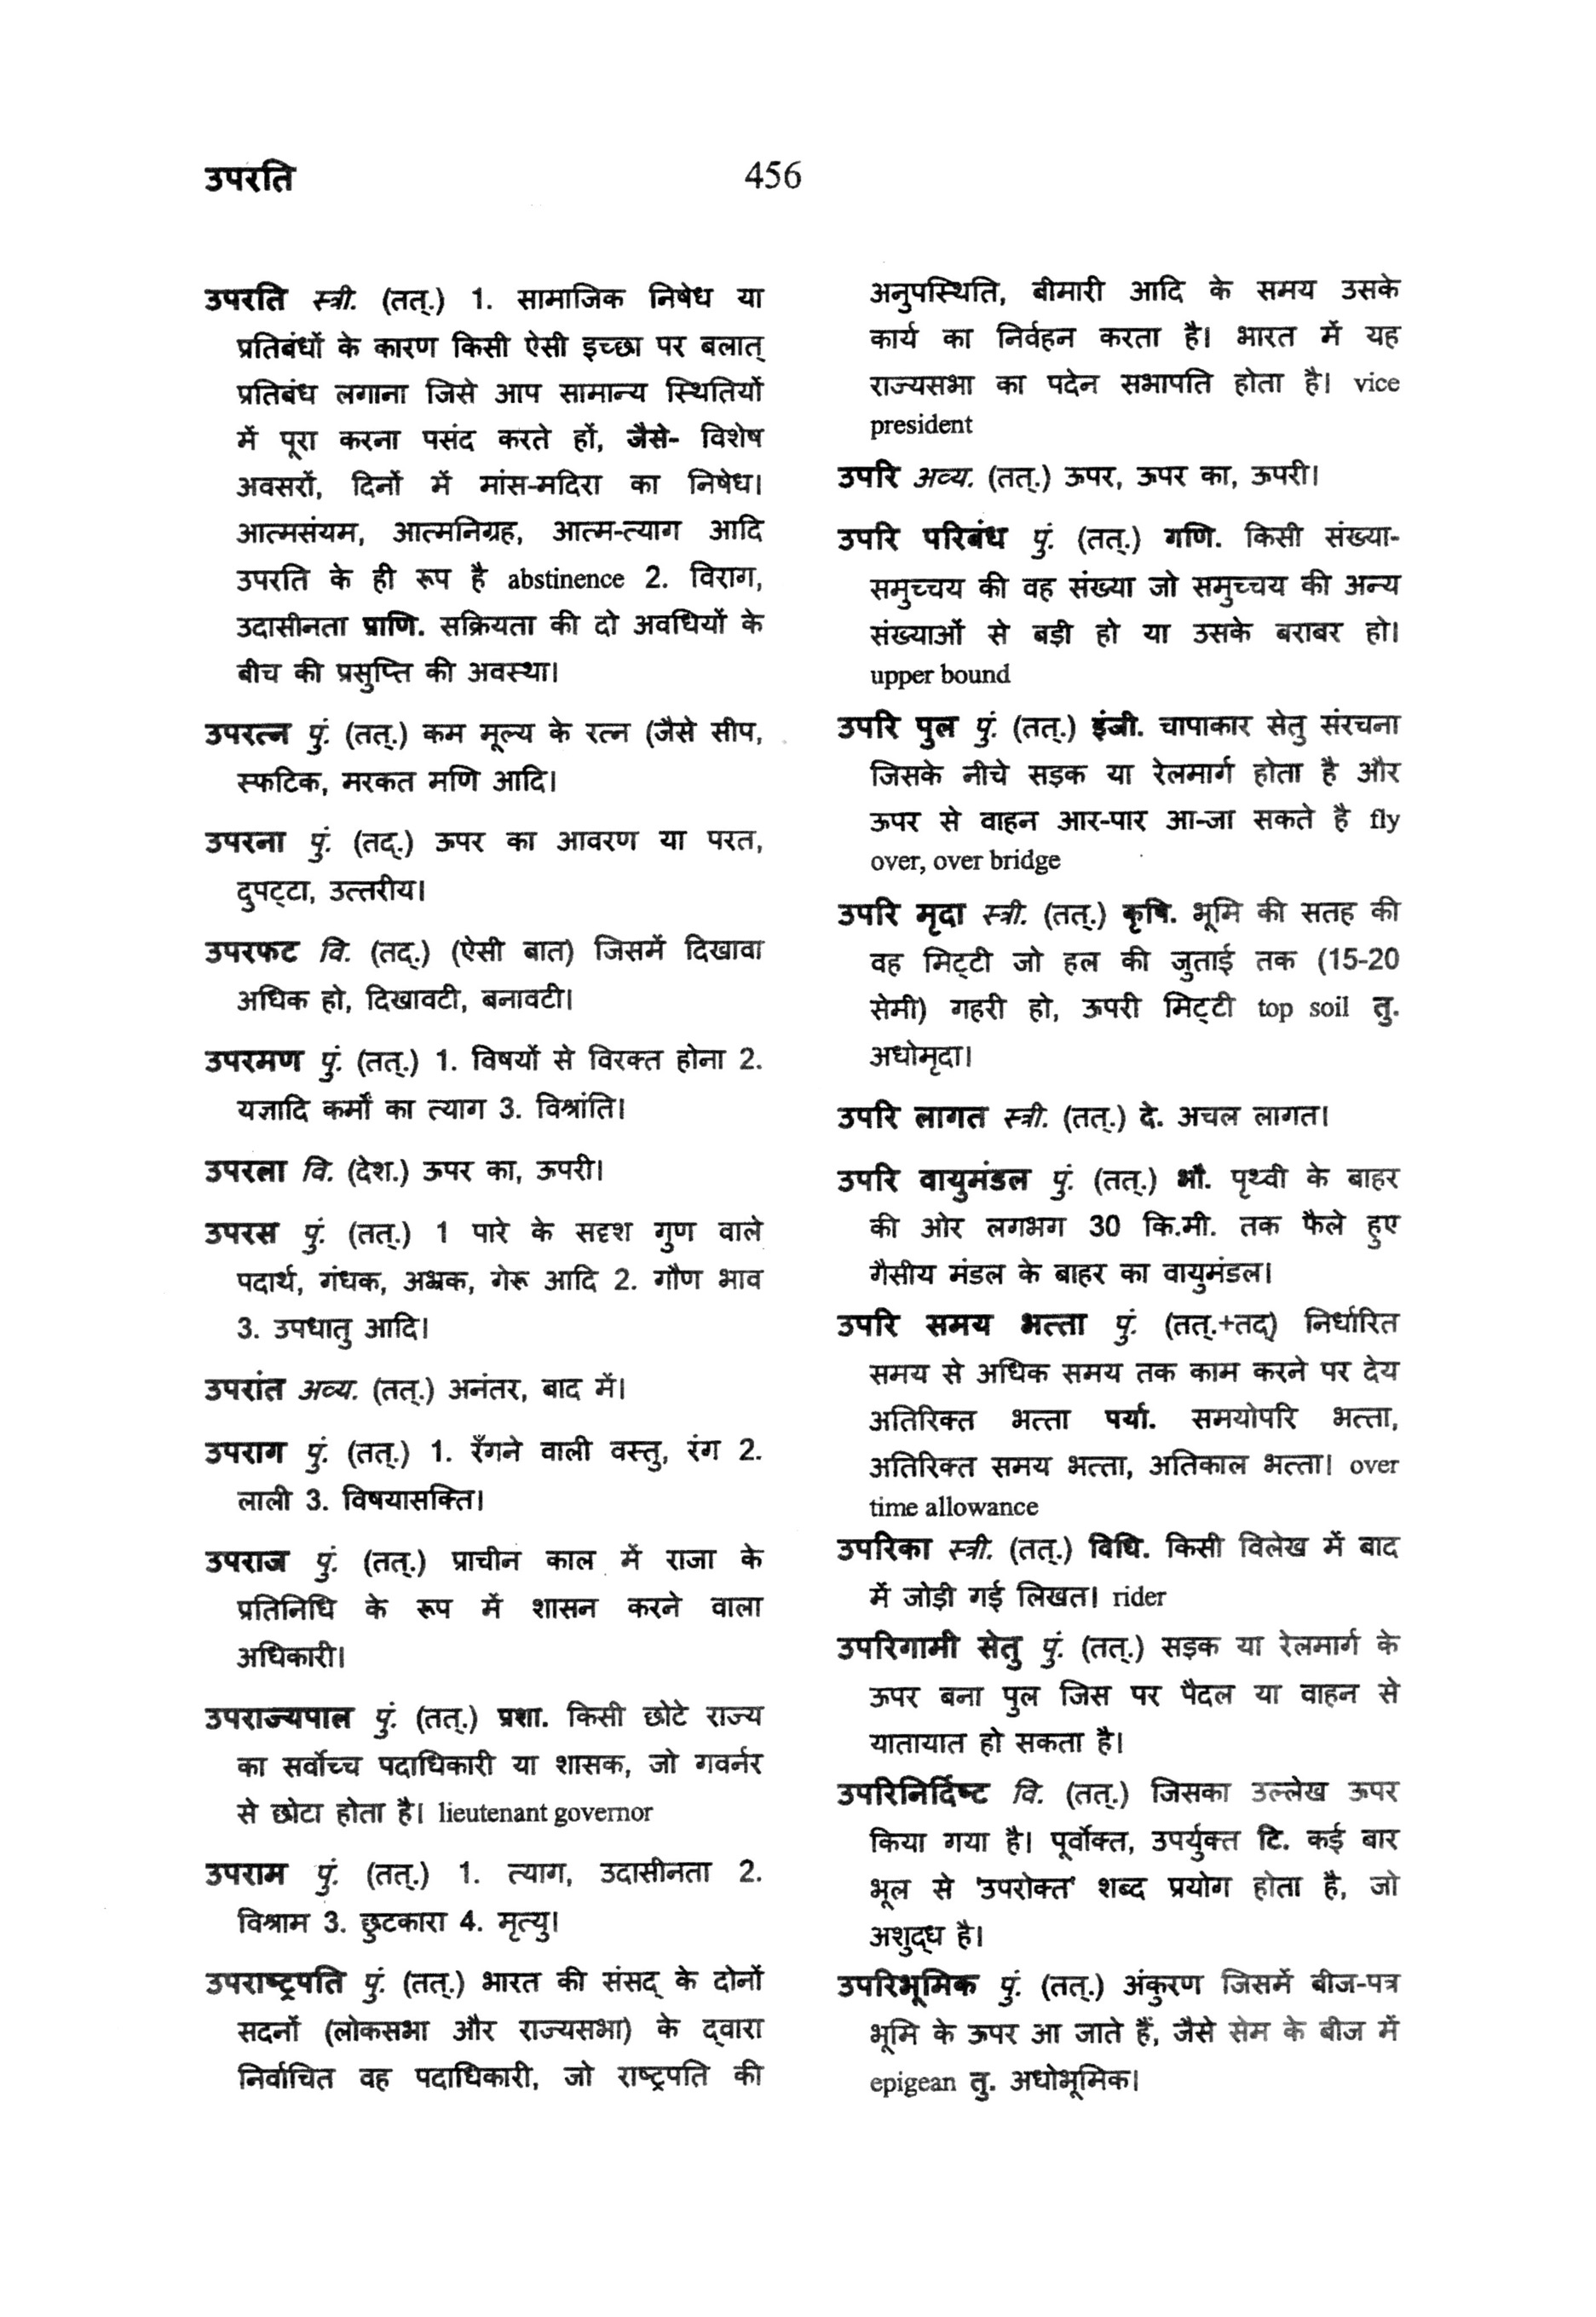 उपरति
456
उपरति स्त्री. (तत्.) 1. सामाजिक निषेध या
प्रतिबंधों के कारण किसी ऐसी इच्छा पर बलात्
प्रतिबंध लगाना जिसे आप सामान्य स्थितियों
में पूरा करना पसंद करते हों, जैसे- विशेष
अवसरों, दिनों में मांस-मदिरा का निषेध।
आत्मसंयम, आत्मनिग्रह, आत्म-त्याग आदि
उपरति के ही रूप है abstinence 2. विराग,
उदासीनता प्राणि. सक्रियता की दो अवधियों के
बीच की प्रसुप्ति की अवस्था।
उपरत्न पुं. (तत्.) कम मूल्य के रत्न (जैसे सीप,
स्फटिक, मरकत मणि आदि।
उपरना पुं. (तद्.) ऊपर का आवरण या परत,
दुपट्टा, उत्तरीय।
उपरफट वि. (तद्.) (ऐसी बात) जिसमें दिखावा
अधिक हो, दिखावटी, बनावटी।
उपरमण पुं. (तत्.) 1. विषयों से विरक्त होना 2.
यज्ञादि कर्मों का त्याग 3. विश्रांति।
उपरला वि. (देश.) ऊपर का, ऊपरी।
उपरस पुं. (तत्.) 1 पारे के सदृश गुण वाले
पदार्थ, गंधक, अभ्रक, गेरू आदि 2. गौण भाव
3. उपधातु आदि।
उपरांत अव्य. (तत्.) अनंतर, बाद में।
उपराग पुं. (तत्.) 1. रँगने वाली वस्तु, रंग 2.
लाली 3. विषयासक्ति।
उपराज पुं. (तत्.) प्राचीन काल में राजा के
प्रतिनिधि के रूप में शासन करने वाला
अधिकारी।
उपराज्यपाल पुं. (तत्.) प्रशा. किसी छोटे राज्य
का सर्वोच्च पदाधिकारी या शासक, जो गवर्नर
से छोटा होता है। lieutenant governor
उपराम पुं. (तत्.) 1. त्याग, उदासीनता 2.
विश्राम 3. छुटकारा 4. मृत्यु।
उपराष्ट्रपति पुं. (तत्.) भारत की संसद् के दोनों
सदनों (लोकसभा और राज्यसभा) के द्वारा
निर्वाचित वह पदाधिकारी, जो राष्ट्रपति की
अनुपस्थिति, बीमारी आदि के समय उसके
कार्य का निर्वहन करता है। भारत में यह
राज्यसभा का पदेन सभापति होता है। vice
president
उपरि अव्य. (तत्.) ऊपर, ऊपर का, ऊपरी।
उपरि परिबंध पुं. (तत्.) गणि. किसी संख्या-
समुच्चय की वह संख्या जो समुच्चय की अन्य
संख्याओं से बड़ी हो या उसके बराबर हो।
upper bound
उपरि पुल पुं. (तत्.) इंजी. चापाकार सेतु संरचना
जिसके नीचे सड़क या रेलमार्ग होता है और
ऊपर से वाहन आर-पार आ-जा सकते है fly
over, over bridge
उपरि मृदा स्त्री. (तत्.) कृषि. भूमि की सतह की
वह मिट्टी जो हल की जुताई तक (15-20
सेमी) गहरी हो, ऊपरी मिट्टी top soil तु.
अधोमृदा।
उपरि लागत स्त्री. (तत्.) दे. अचल लागत।
उपरि वायुमंडल पुं. (तत्.) भौ. पृथ्वी के बाहर
की ओर लगभग 30 कि.मी. तक फैले हुए
गैसीय मंडल के बाहर का वायुमंडल।
उपरि समय भत्ता पुं. (तत्.+तद्) निर्धारित
समय से अधिक समय तक काम करने पर देय
अतिरिक्त भत्ता पर्या. समयोपरि भत्ता,
अतिरिक्त समय भत्ता, अतिकाल भत्ता। over
time allowance
उपरिका स्त्री. (तत्.) विधि. किसी विलेख में बाद
में जोड़ी गई लिखत। rider
उपरिगामी सेतु पुं. (तत्.) सड़क या रेलमार्ग के
ऊपर बना पुल जिस पर पैदल या वाहन से
यातायात हो सकता है।
उपरिनिर्दिष्ट वि. (तत्.) जिसका उल्लेख ऊपर
किया गया है। पूर्वोक्त, उपर्युक्त टि. कई बार
भूल से 'उपरोक्त' शब्द प्रयोग होता है, जो
अशुद्ध है।
उपरिभूमिक पुं. (तत्.) अंकुरण जिसमें बीज-पत्र
भूमि के ऊपर आ जाते हैं, जैसे सेम के बीज में
epigean तु. अधोभूमिक।